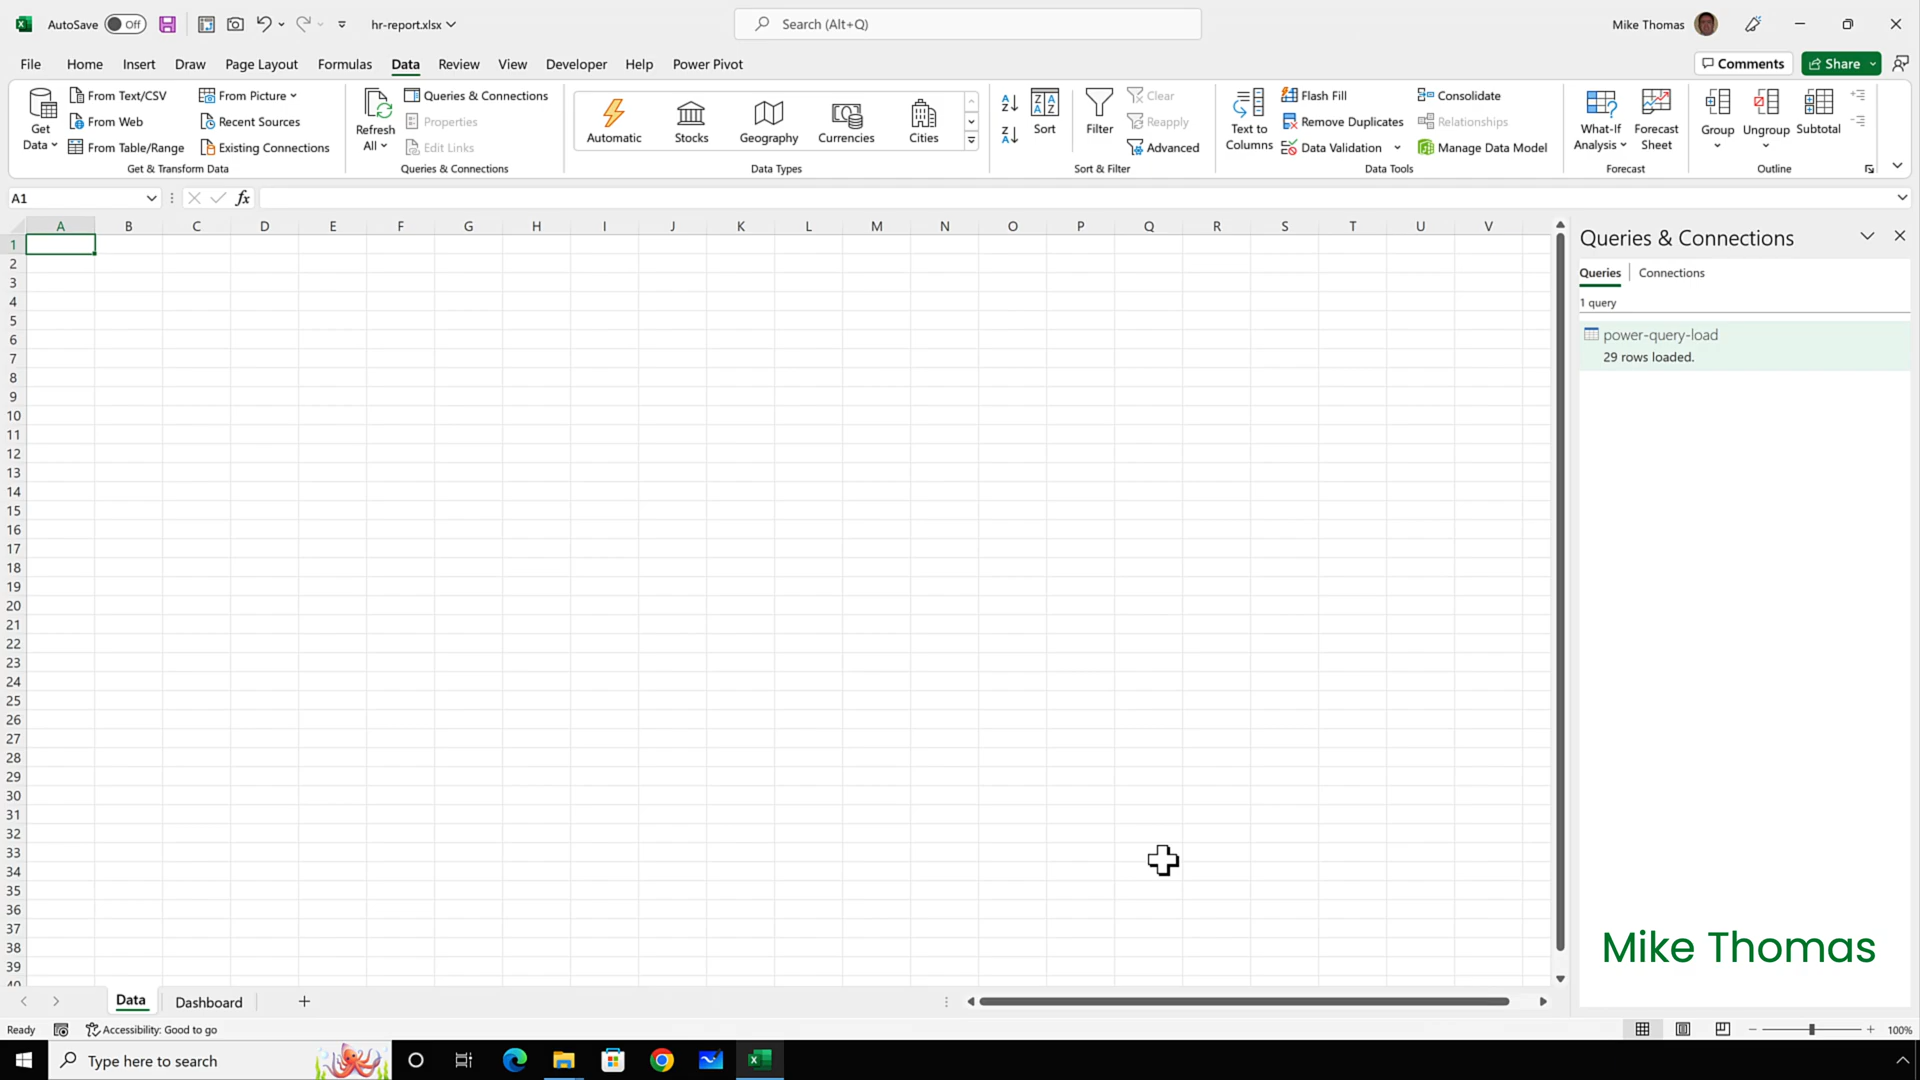 AutoSave Off hr-report.xlsx Search (Alt+Q) Mike Thomas
File Home Insert Draw Page Layout Formulas Data Review View Developer Help Power Pivot Comments Share
Get Data
From Text/CSV
From Web
From Table/Range
From Picture
Recent Sources
Existing Connections
Get & Transform Data
Refresh All
Queries & Connections
Properties
Edit Links
Queries & Connections
Automatic Stocks Geography Currencies Cities
Data Types
Sort
Filter
Clear
Reapply
Advanced
Sort & Filter
Text to Columns
Flash Fill
Remove Duplicates
Data Validation
Consolidate
Relationships
Manage Data Model
Data Tools
What-If Analysis
Forecast Sheet
Forecast
Group Ungroup Subtotal
Outline
A1 fx
A B C D E F G H I J K L M N O P Q R S T U V
1
2
3
4
5
6
7
8
9
10
11
12
13
14
15
16
17
18
19
20
21
22
23
24
25
26
27
28
29
30
31
32
33
34
35
36
37
38
39
40
Queries & Connections
Queries Connections
1 query
power-query-load
29 rows loaded.
Mike Thomas
Data Dashboard
Ready Accessibility: Good to go 100%
Type here to search